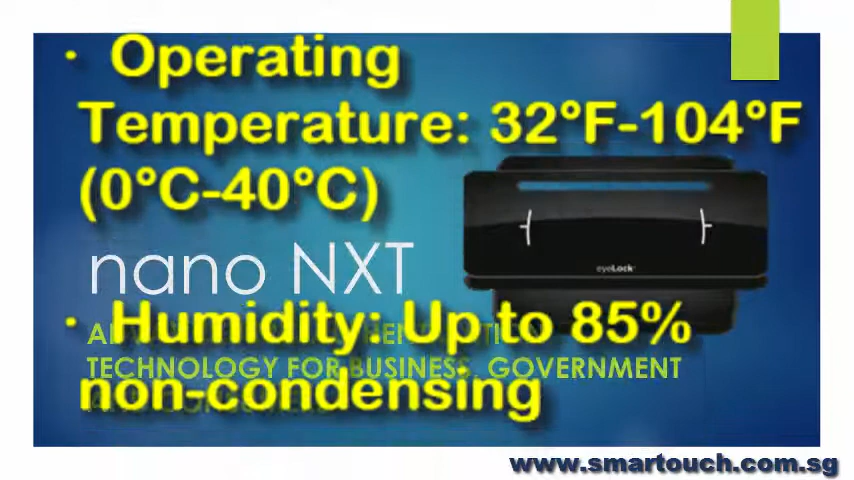 · Operating
Temperature: 32°F-104°F
(0°C-40°C)
nano NXT
eyeLock
· Humidity: Up to 85%
TECHNOLOGY FOR BUSINESS, GOVERNMENT
non-condensing
www.smartouch.com.sg